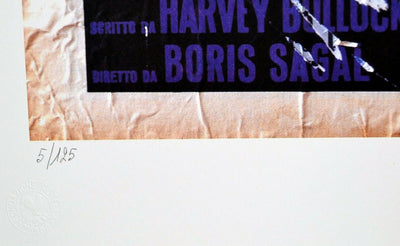 SCRITTO DA HARVEY BULLOCK
DIRETTO DA BORIS SAGAL
5/125